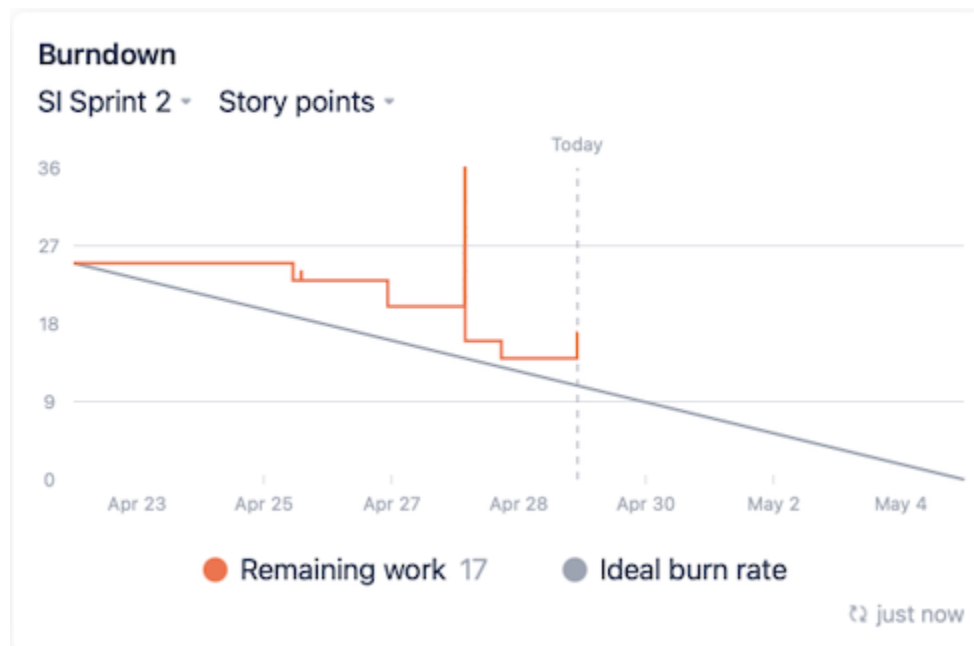 Burndown
SI Sprint 2 Story points
Today
36
27
18
9
0
Apr 23 Apr 25 Apr 27 Apr 28 Apr 30 May 2 May 4
Remaining work 17 Ideal burn rate
just now